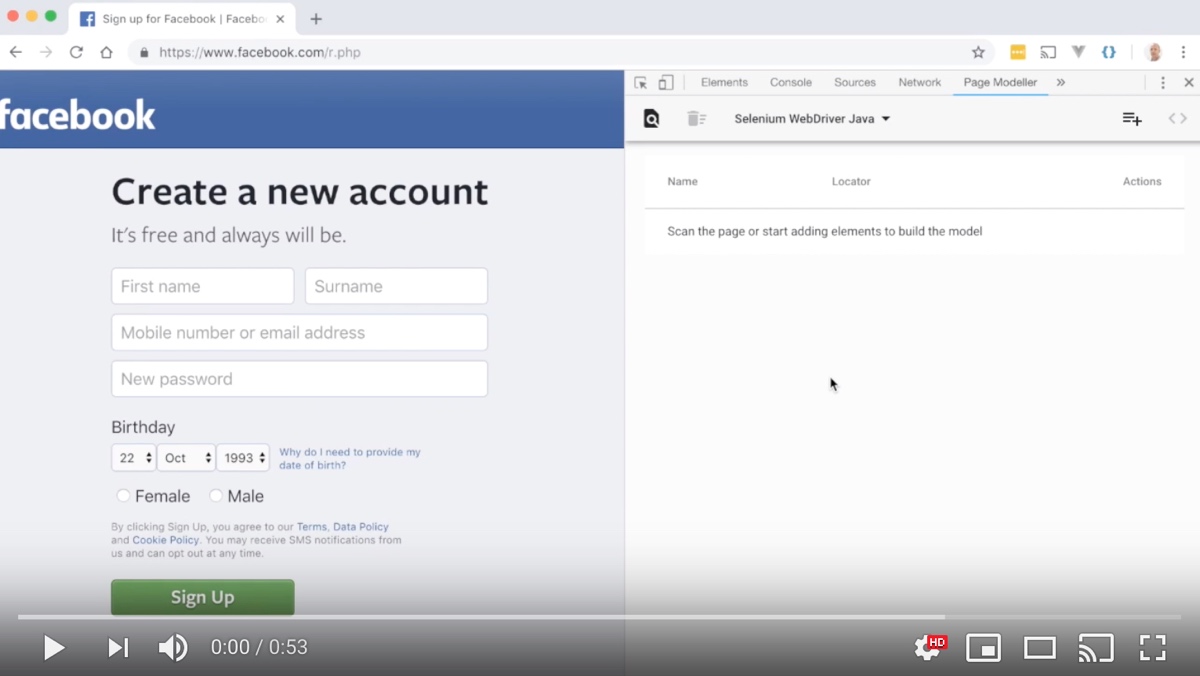 Sign up for Facebook | Facebo
https://www.facebook.com/r.php
Elements Console Sources Network Page Modeller »
facebook
Selenium WebDriver Java
Name Locator Actions
Scan the page or start adding elements to build the model
Create a new account
It's free and always will be.
First name Surname
Mobile number or email address
New password
Birthday
22 Oct 1993
Why do I need to provide my
date of birth?
Female Male
By clicking Sign Up, you agree to our Terms, Data Policy
and Cookie Policy. You may receive SMS notifications from
us and can opt out at any time.
Sign Up
0:00 / 0:53
HD